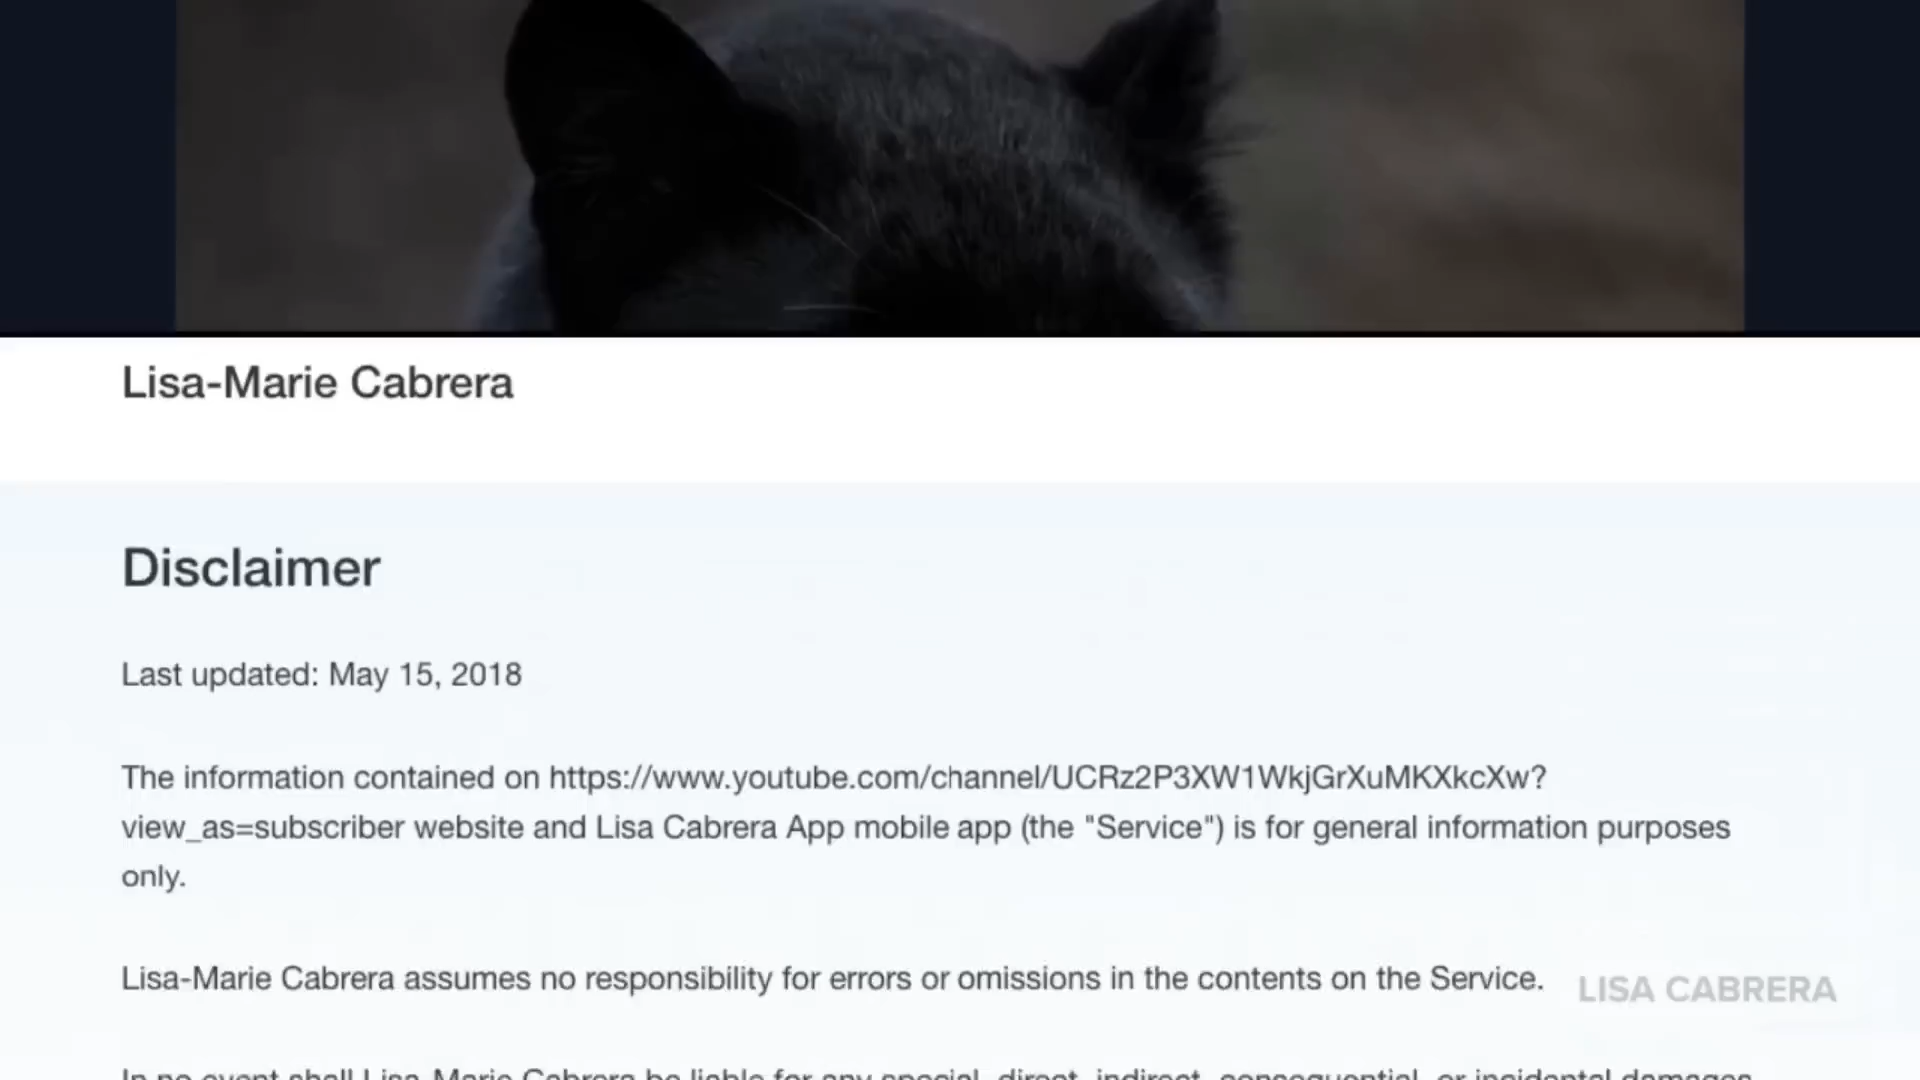 Lisa-Marie Cabrera
Disclaimer
Last updated: May 15, 2018
The information contained on https://www.youtube.com/channel/UCRz2P3XW1WkjGrXuMKXkcXw?
view_as=subscriber website and Lisa Cabrera App mobile app (the "Service") is for general information purposes
only.
Lisa-Marie Cabrera assumes no responsibility for errors or omissions in the contents on the Service.
LISA CABRERA
In no event shall Lisa-Marie Cabrera be liable for any special, direct, indirect, consequential, or incidental damages